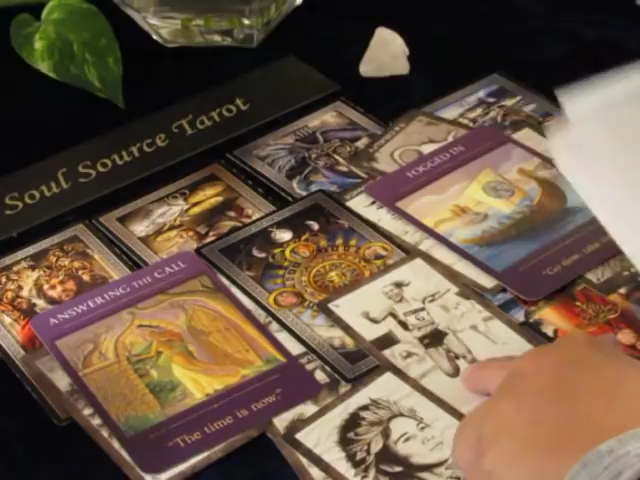 Soul Source Tarot
FOGGED IN
ANSWERING THE CALL
"The time is now."